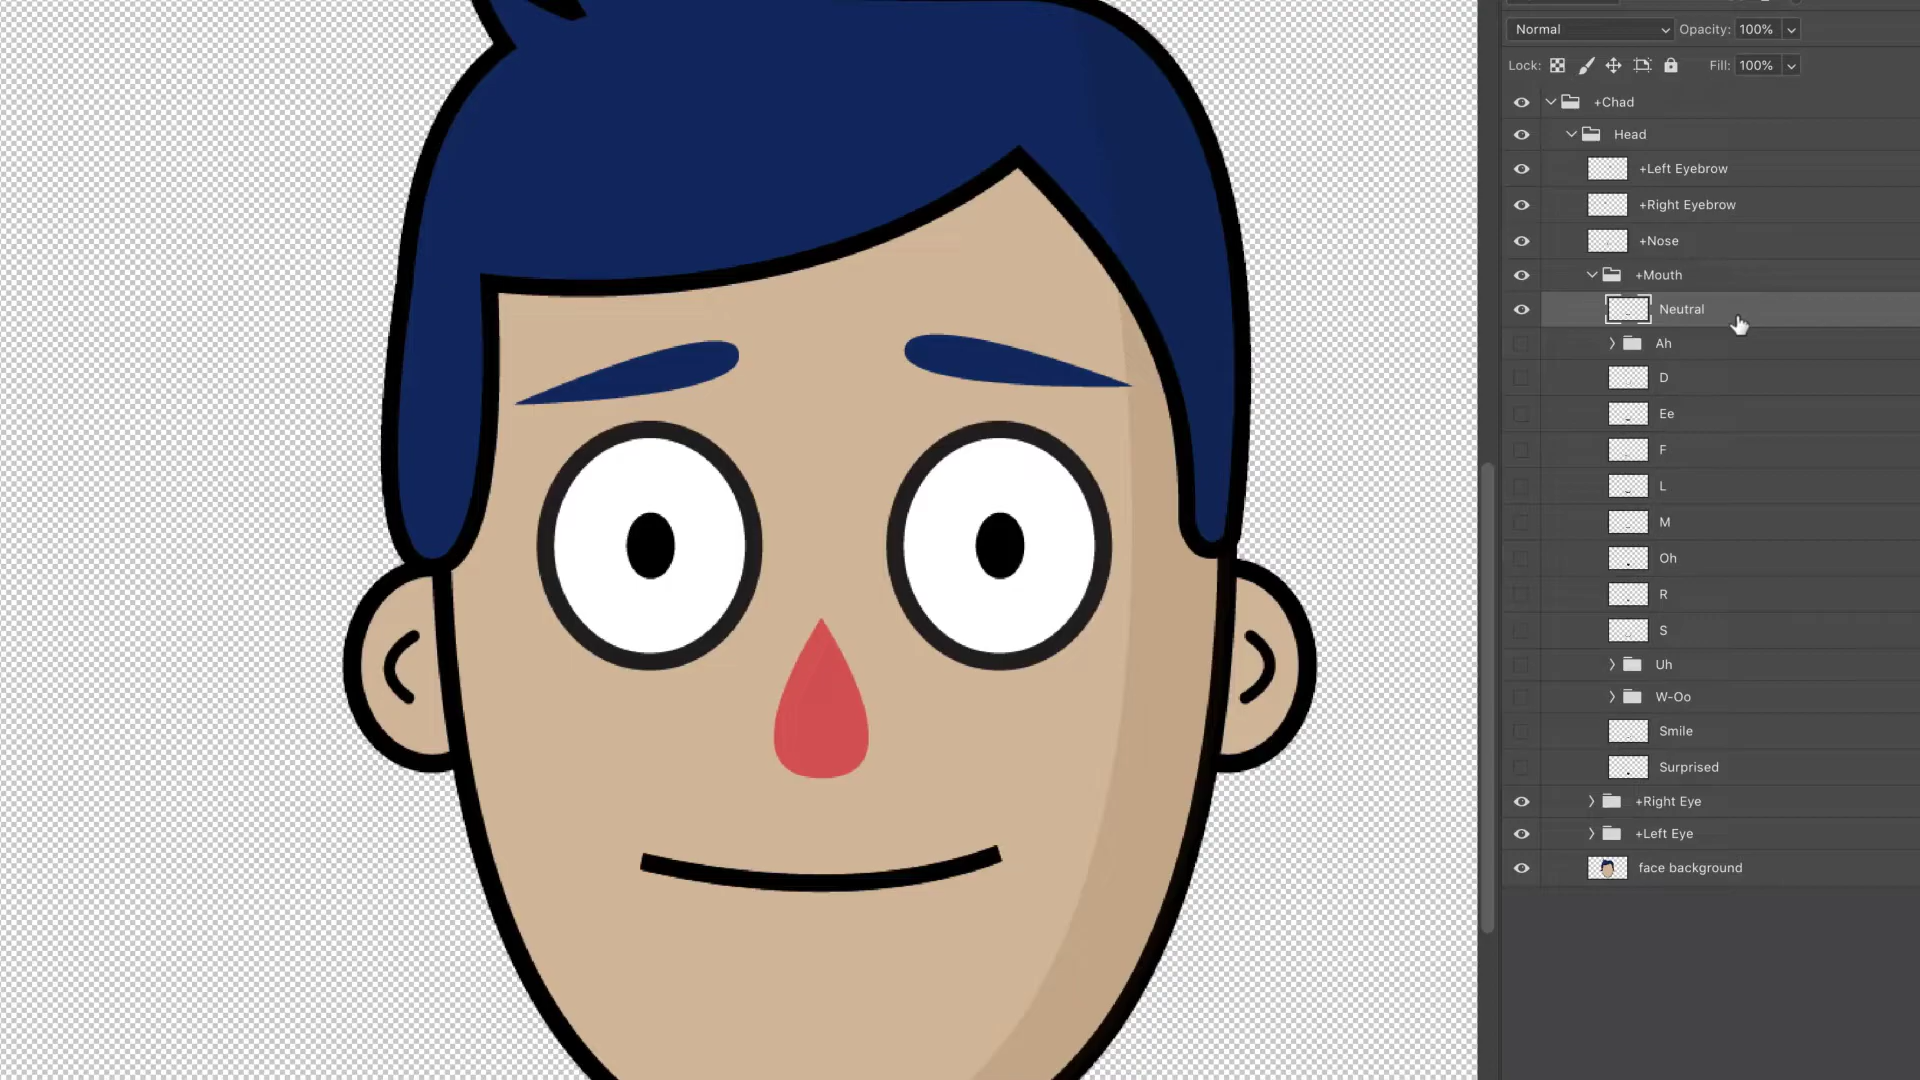 Normal Opacity: 100%
Lock: Fill: 100%
+Chad
Head
+Left Eyebrow
+Right Eyebrow
+Nose
+Mouth
Neutral
Ah
D
Ee
F
L
M
Oh
R
S
Uh
W-Oo
Smile
Surprised
+Right Eye
+Left Eye
face background